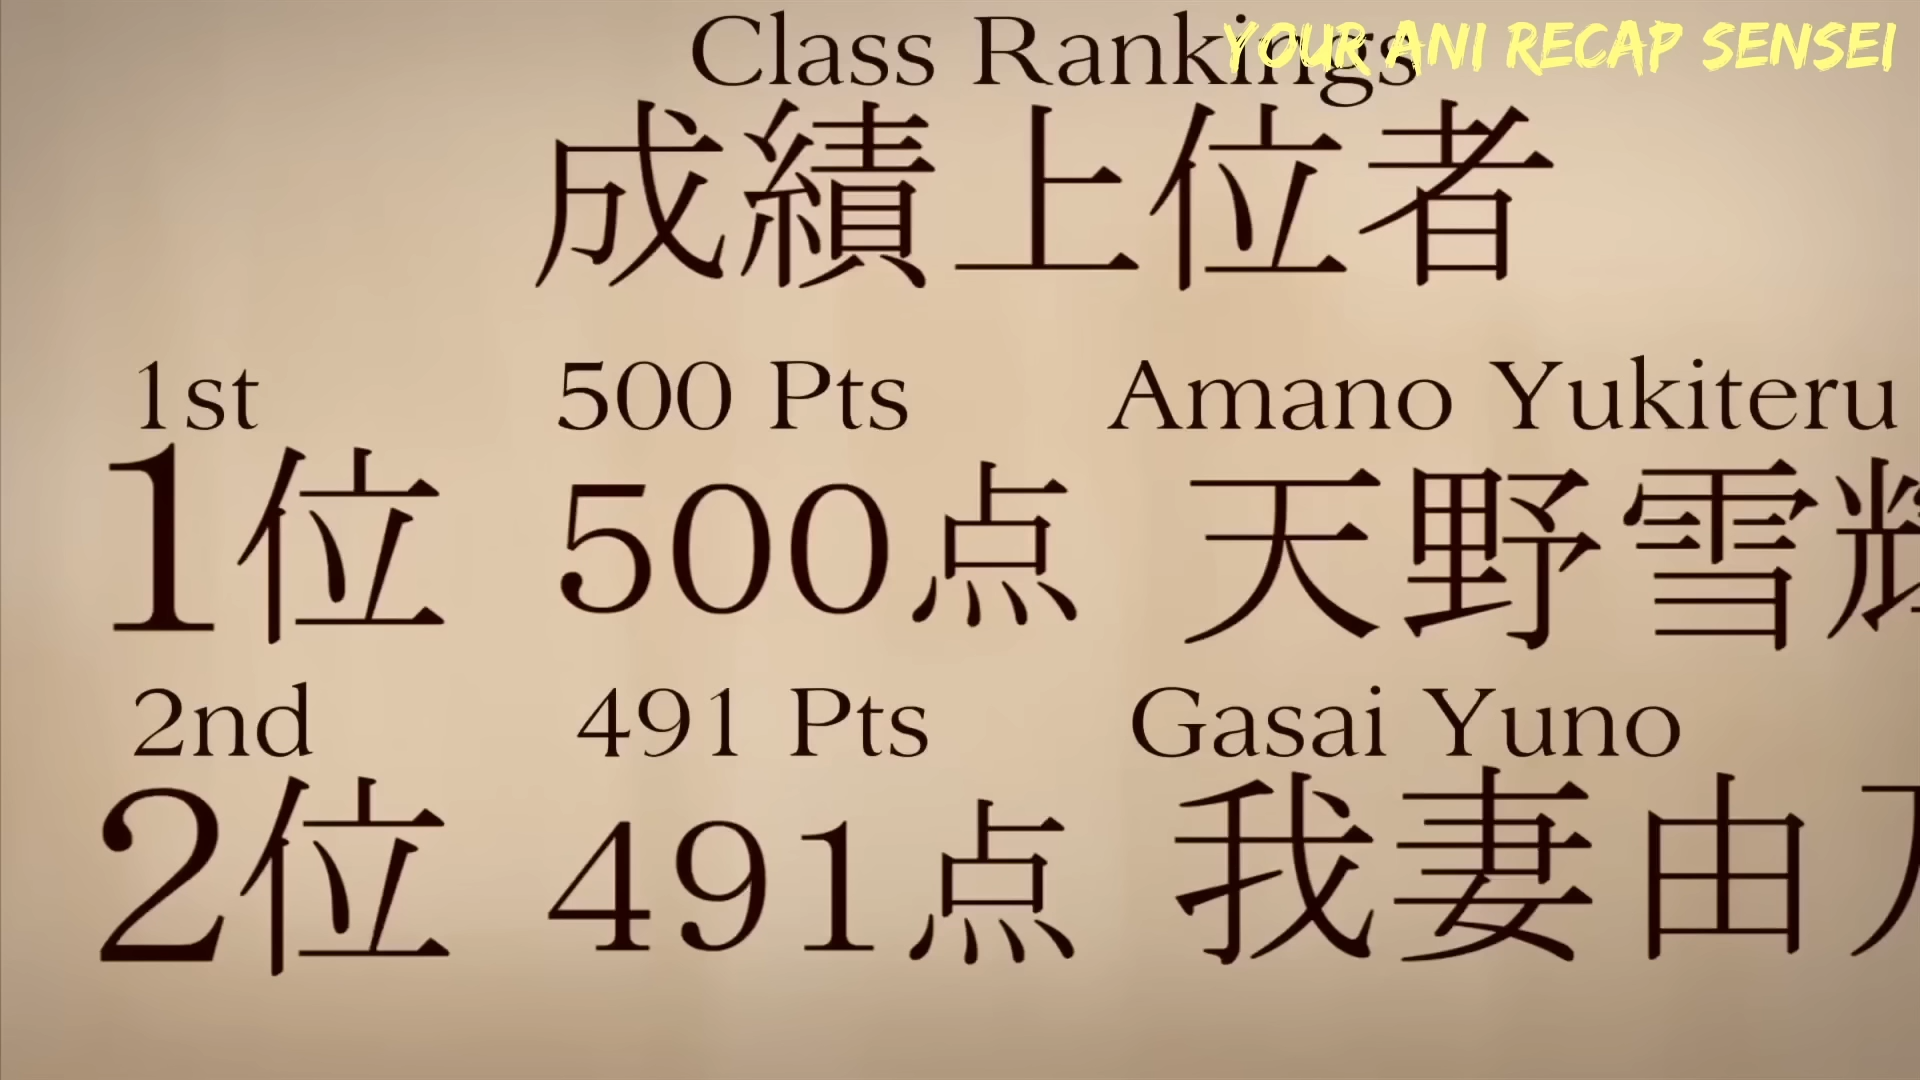 Class Rankings
YOUR ANI RECAP SENSEI
成績上位者
1st 500 Pts Amano Yukiteru
1位 500点 天野雪輝
2nd 491 Pts Gasai Yuno
2位 491点 我妻由乃